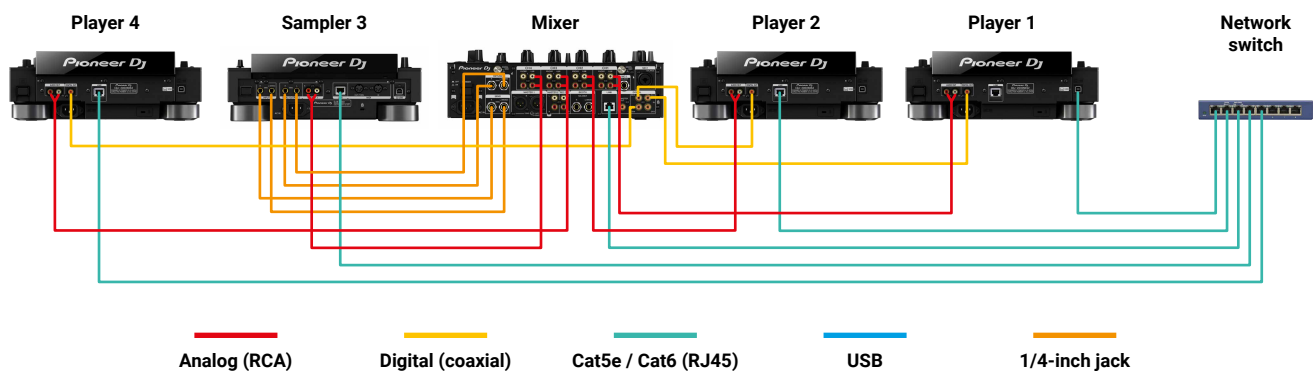 Player 4
Sampler 3
Mixer
Player 2
Player 1
Network
switch
Pioneer Dj
Pioneer Dj
Pioneer Dj
Pioneer Dj
Pioneer Dj
Analog (RCA)
Digital (coaxial)
Cat5e / Cat6 (RJ45)
USB
1/4-inch jack